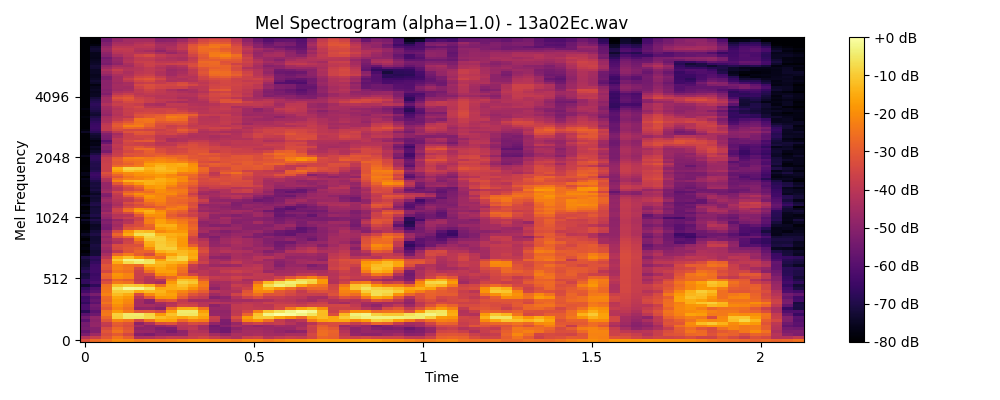 Mel Spectrogram (alpha=1.0) - 13a02Ec.wav
Mel Frequency
4096
2048
1024
512
0
0
0.5
1
1.5
2
Time
+0 dB
-10 dB
-20 dB
-30 dB
-40 dB
-50 dB
-60 dB
-70 dB
-80 dB